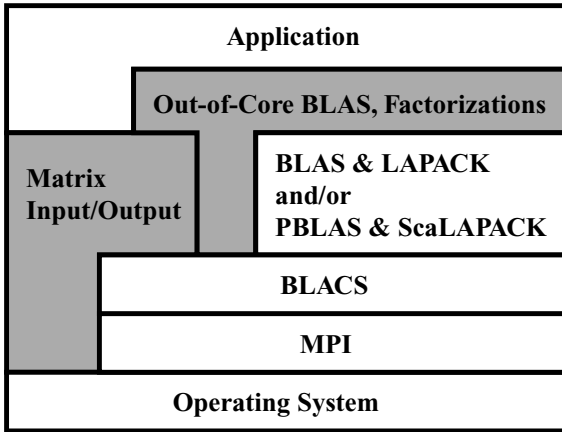 Application
Out-of-Core BLAS, Factorizations
Matrix
Input/Output
BLAS & LAPACK
and/or
PBLAS & ScaLAPACK
BLACS
MPI
Operating System